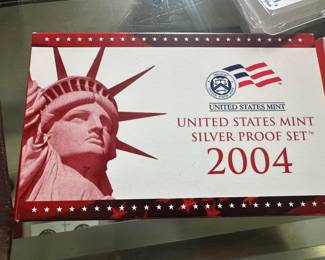 UNITED STATES MINT
UNITED STATES MINT
SILVER PROOF SET™
2004